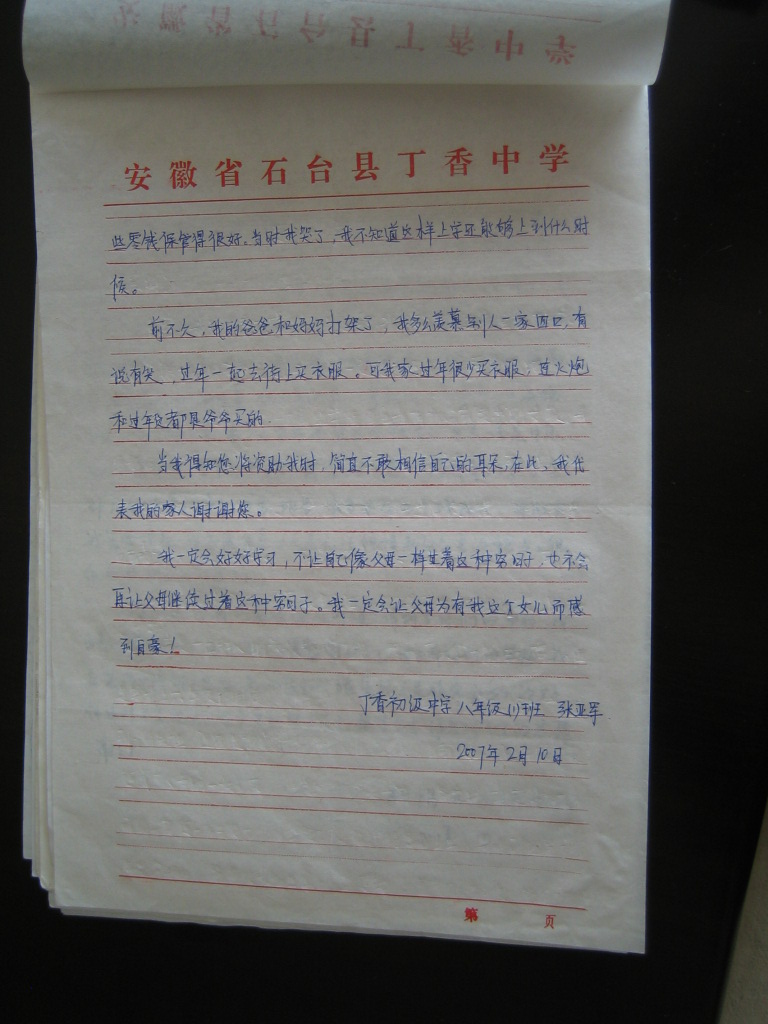 安徽省石台县丁香中学
些零钱保管得很好。当时我哭了,我不知道这样上学还能够上到什么时
候。
前不久,我的爸爸和妈妈打架了,我多么羡慕别人一家四口,有
说有笑,过年一起去街上买衣服。可我家过年很少买衣服,连火炮
和过年货都是爷爷买的.
当我得知您将资助我时,简直不敢相信自己的耳朵,在此,我代
表我的家人谢谢您。
我一定会好好学习,不让自己像父母一样生着这种穷日子,也不会
再让父母继续过着这种穷日子。我一定会让父母为有我这个女儿而感
到自豪!
丁香初级中学八年级(1)班 张亚军
2007年2月10日
第 页